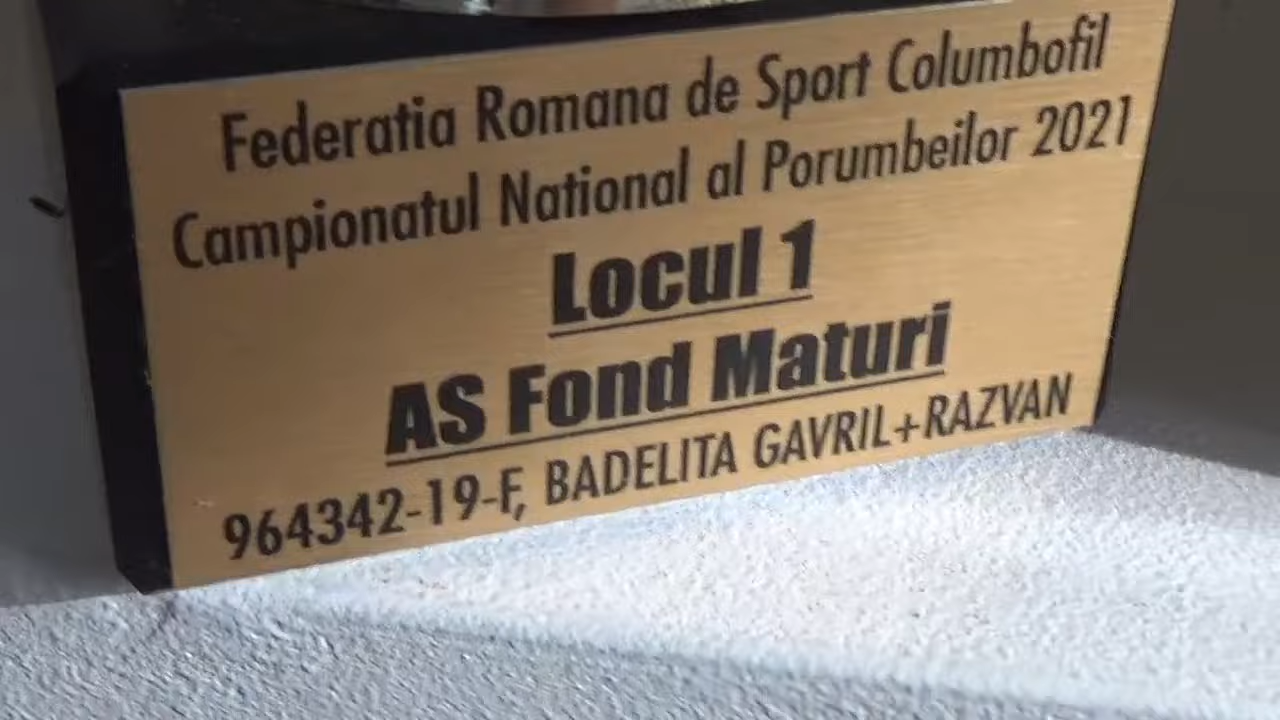 Federatia Romana de Sport Columbofil
Campionatul National al Porumbeilor 2021
Locul 1
AS Fond Maturi
964342-19-F, BADELITA GAVRIL+RAZVAN